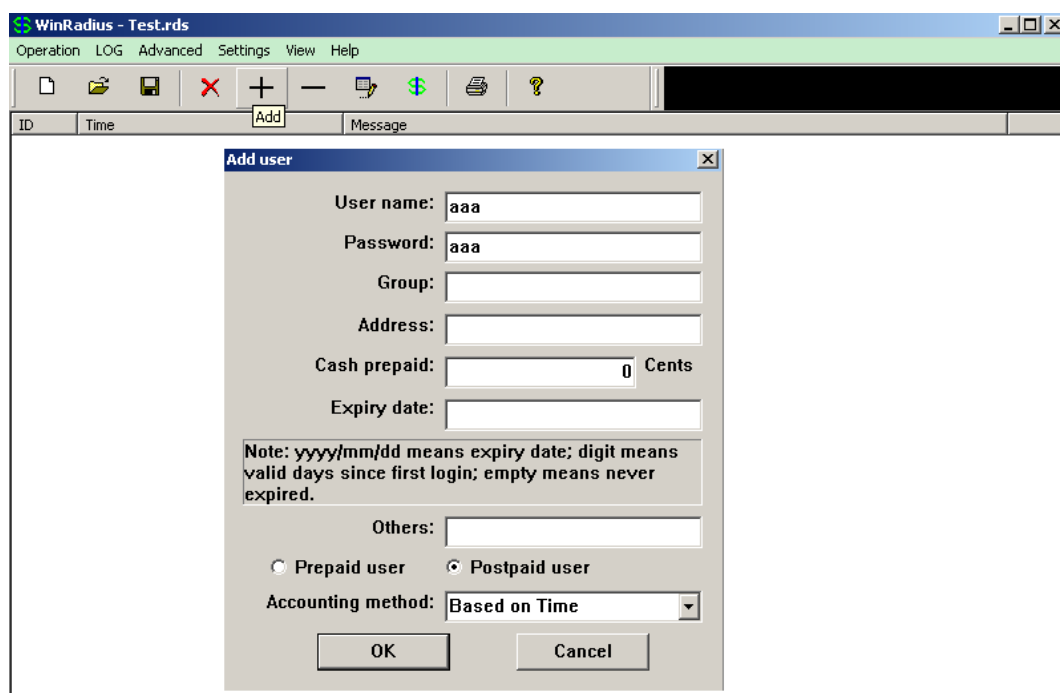 WinRadius - Test.rds
Operation LOG Advanced Settings View Help
Add
ID Time Message
Add user
User name: aaa
Password: aaa
Group:
Address:
Cash prepaid: 0 Cents
Expiry date:
Note: yyyy/mm/dd means expiry date; digit means
valid days since first login; empty means never
expired.
Others:
Prepaid user Postpaid user
Accounting method: Based on Time
OK Cancel